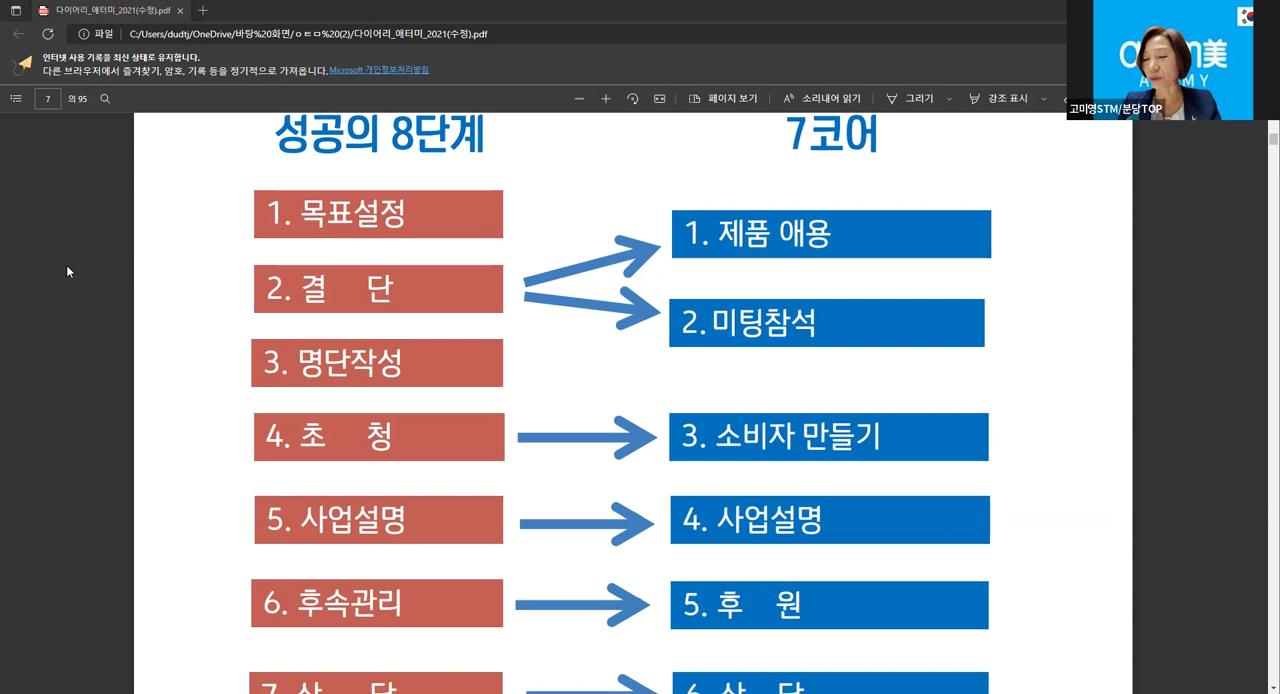 다이어리_애터미_2021(수정).pdf
파일
C:/Users/dudtj/OneDrive/바탕%20화면/ㅇㅌㅁ%20(2)/다이어리_애터미_2021(수정).pdf
인터넷 사용 기록을 최신 상태로 유지합니다.
다른 브라우저에서 즐겨찾기, 암호, 기록 등을 정기적으로 가져옵니다. Microsoft 개인정보처리방침
7 의 95
페이지 보기
소리내어 읽기
그리기
강조 표시
고미영STM/분당TOP
성공의 8단계
7코어
1. 목표설정
1. 제품 애용
2. 결 단
2. 미팅참석
3. 명단작성
4. 초 청
3. 소비자 만들기
5. 사업설명
4. 사업설명
6. 후속관리
5. 후 원
7. 상 담
6. 상 담